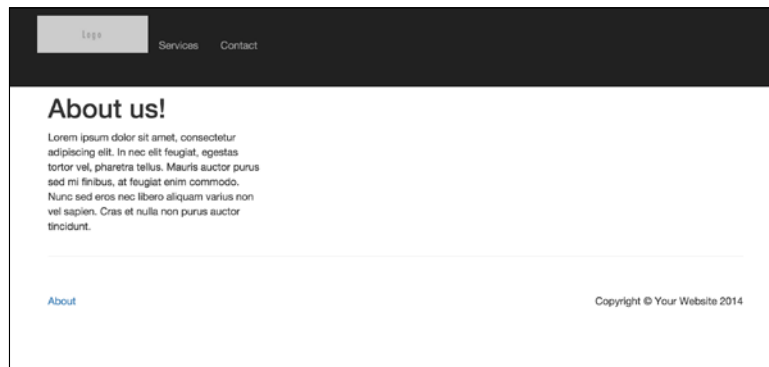 Logo
Services Contact
About us!
Lorem ipsum dolor sit amet, consectetur
adipiscing elit. In nec elit feugiat, egestas
tortor vel, pharetra tellus. Mauris auctor purus
sed mi finibus, at feugiat enim commodo.
Nunc sed eros nec libero aliquam varius non
vel sapien. Cras et nulla non purus auctor
tincidunt.
About
Copyright © Your Website 2014